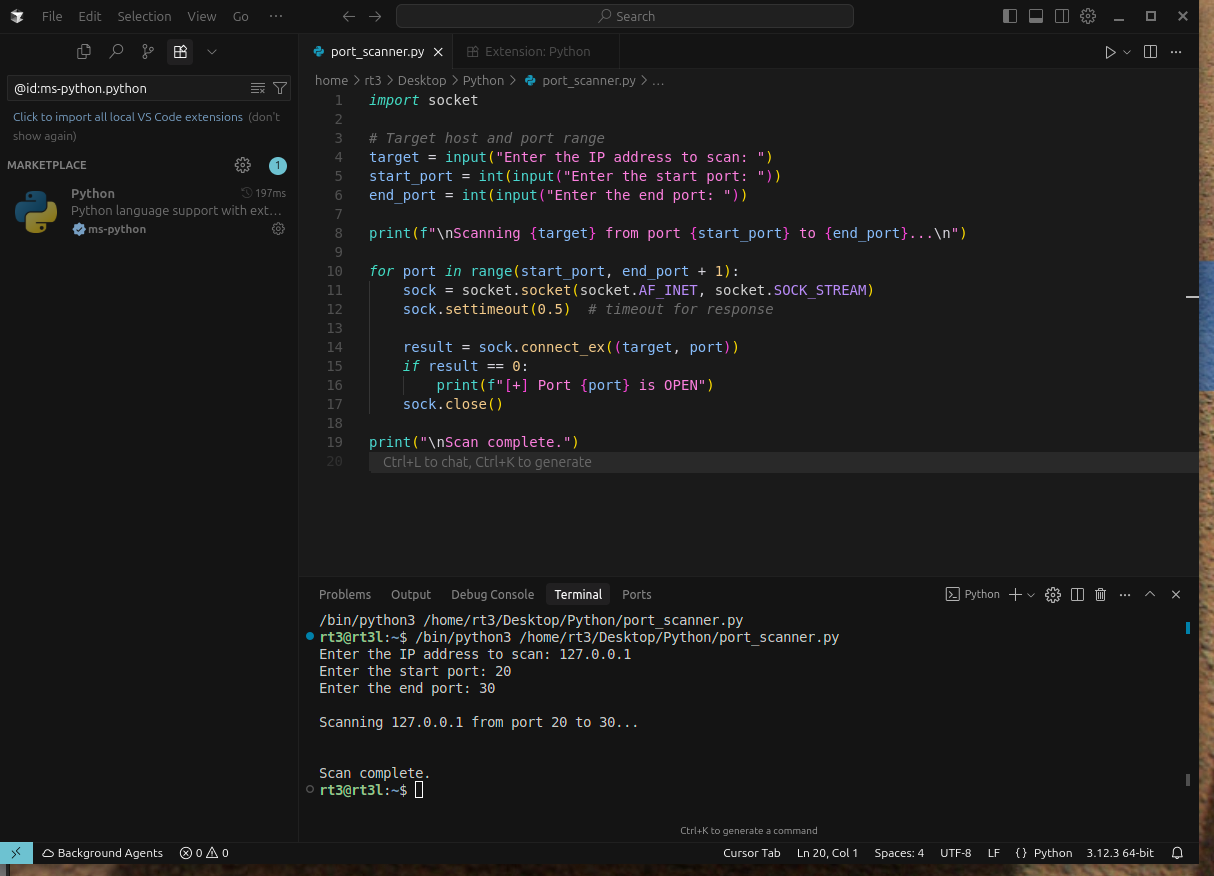 File Edit Selection View Go ··· Search
port_scanner.py Extension: Python
@id:ms-python.python
home > rt3 > Desktop > Python > port_scanner.py > ...
Click to import all local VS Code extensions (don't
show again)
MARKETPLACE 1
Python 197ms
Python language support with ext...
ms-python
1 import socket
2
3 # Target host and port range
4 target = input("Enter the IP address to scan: ")
5 start_port = int(input("Enter the start port: "))
6 end_port = int(input("Enter the end port: "))
7
8 print(f"\nScanning {target} from port {start_port} to {end_port}...\n")
9
10 for port in range(start_port, end_port + 1):
11     sock = socket.socket(socket.AF_INET, socket.SOCK_STREAM)
12     sock.settimeout(0.5)  # timeout for response
13
14     result = sock.connect_ex((target, port))
15     if result == 0:
16         print(f"[+] Port {port} is OPEN")
17     sock.close()
18
19 print("\nScan complete.")
20 Ctrl+L to chat, Ctrl+K to generate
Problems Output Debug Console Terminal Ports Python
/bin/python3 /home/rt3/Desktop/Python/port_scanner.py
rt3@rt3l:~$ /bin/python3 /home/rt3/Desktop/Python/port_scanner.py
Enter the IP address to scan: 127.0.0.1
Enter the start port: 20
Enter the end port: 30
Scanning 127.0.0.1 from port 20 to 30...
Scan complete.
rt3@rt3l:~$
Ctrl+K to generate a command
Background Agents 0 0 Cursor Tab Ln 20, Col 1 Spaces: 4 UTF-8 LF {} Python 3.12.3 64-bit